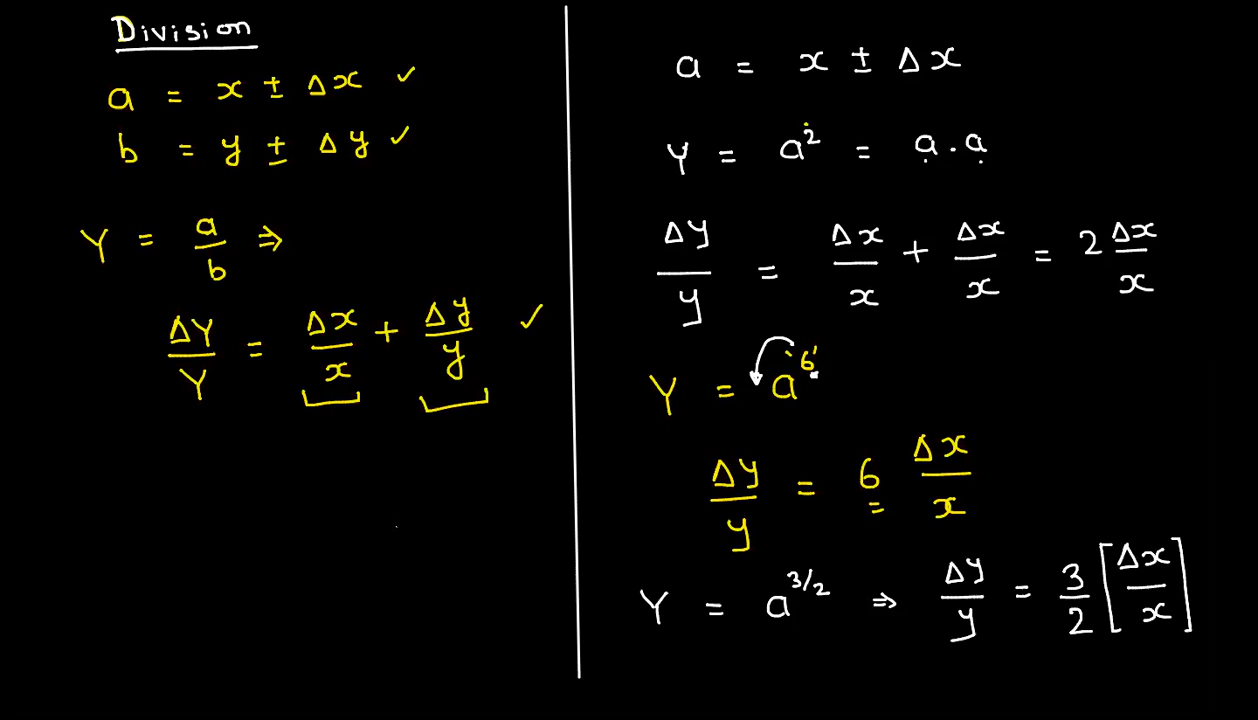 Division
a = x ± Δx ✓
b = y ± Δy ✓
Y = a/b ⇒
ΔY/Y = Δx/x + Δy/y ✓
a = x ± Δx
Y = a² = a . a
Δy/y = Δx/x + Δx/x = 2 Δx/x
Y = a⁶
Δy/y = 6 Δx/x
Y = a^3/2 ⇒ Δy/y = 3/2 [Δx/x]